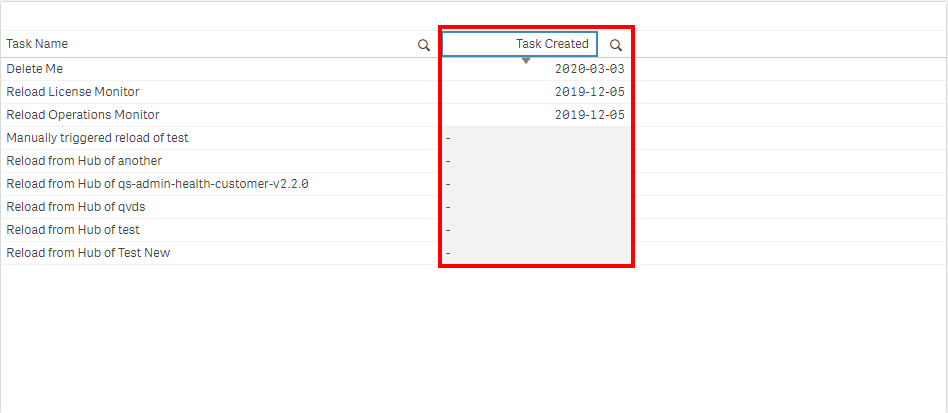 Task Name Task Created
Delete Me 2020-03-03
Reload License Monitor 2019-12-05
Reload Operations Monitor 2019-12-05
Manually triggered reload of test -
Reload from Hub of another -
Reload from Hub of qs-admin-health-customer-v2.2.0 -
Reload from Hub of qvds -
Reload from Hub of test -
Reload from Hub of Test New -